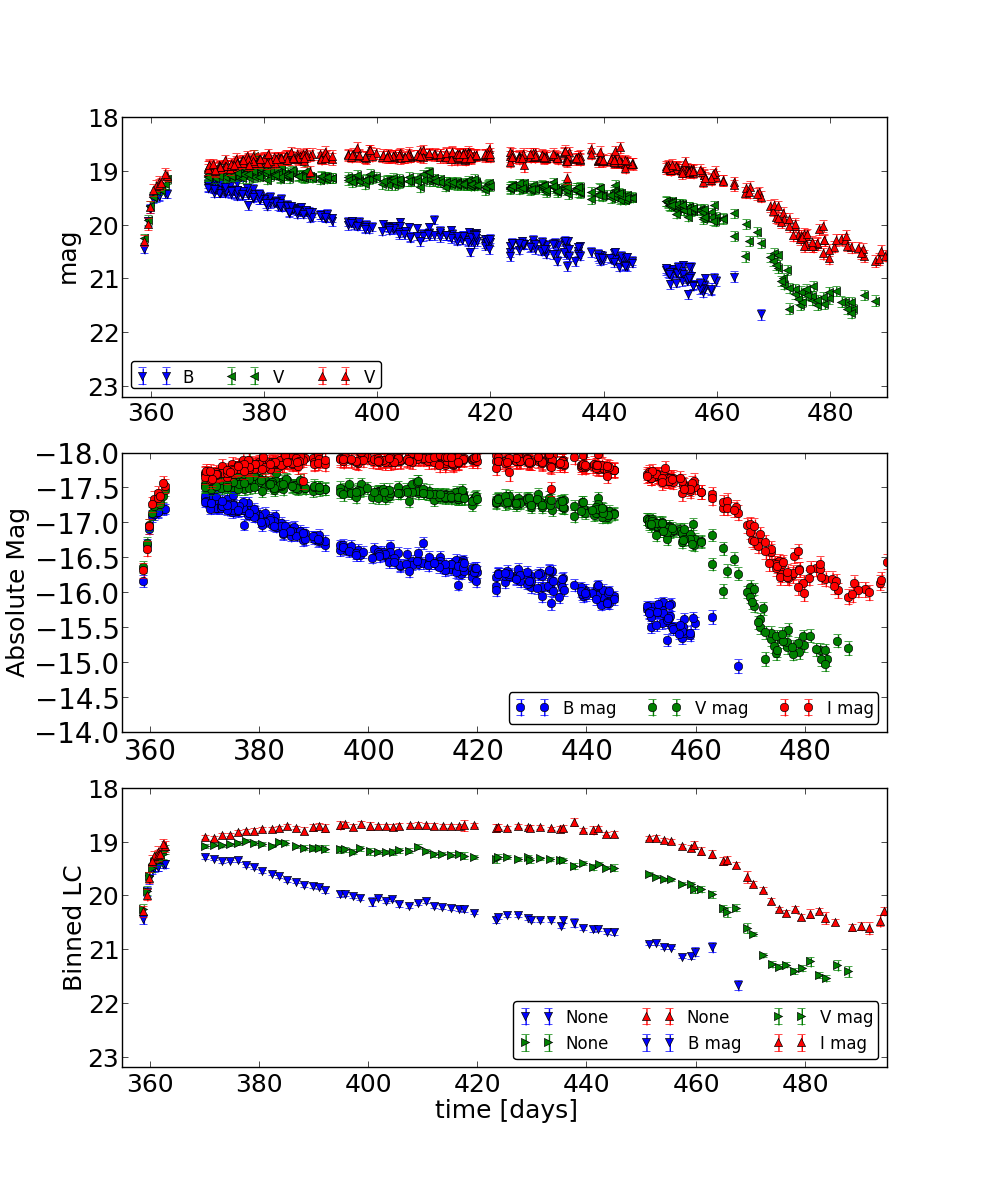 18
19
20
21
22
23
mag
B V V
360 380 400 420 440 460 480
−18.0
−17.5
−17.0
−16.5
−16.0
−15.5
−15.0
−14.5
−14.0
Absolute Mag
B mag V mag I mag
360 380 400 420 440 460 480
18
19
20
21
22
23
Binned LC
None None V mag
None B mag I mag
360 380 400 420 440 460 480
time [days]